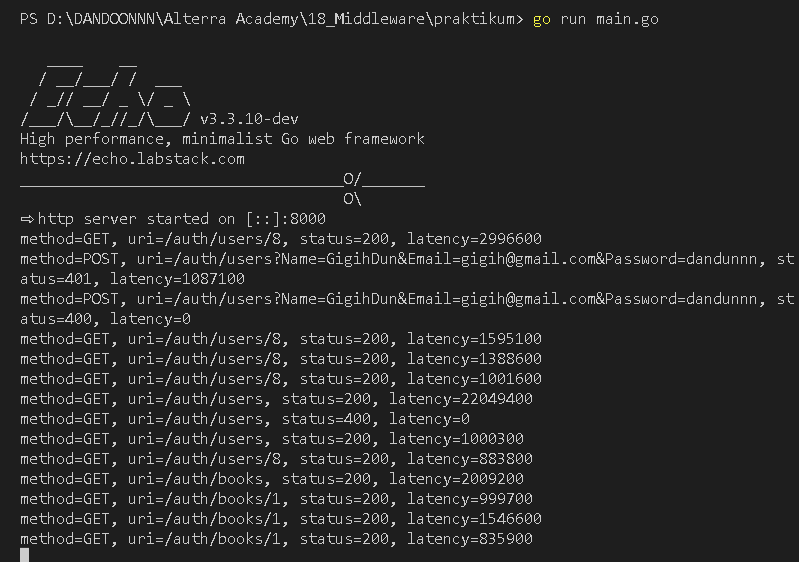 PS D:\DANDOONNN\Alterra Academy\18_Middleware\praktikum> go run main.go
   ____    __
  / __/___/ /  ___
 / _// __/ _ \/ _ \
/___/\__/_//_/\___/ v3.3.10-dev
High performance, minimalist Go web framework
https://echo.labstack.com
____________________________________O/_______
                                    O\
⇨ http server started on [::]:8000
method=GET, uri=/auth/users/8, status=200, latency=2996600
method=POST, uri=/auth/users?Name=GigihDun&Email=gigih@gmail.com&Password=dandunnn, st
atus=401, latency=1087100
method=POST, uri=/auth/users?Name=GigihDun&Email=gigih@gmail.com&Password=dandunnn, st
atus=400, latency=0
method=GET, uri=/auth/users/8, status=200, latency=1595100
method=GET, uri=/auth/users/8, status=200, latency=1388600
method=GET, uri=/auth/users/8, status=200, latency=1001600
method=GET, uri=/auth/users, status=200, latency=22049400
method=GET, uri=/auth/users, status=400, latency=0
method=GET, uri=/auth/users, status=200, latency=1000300
method=GET, uri=/auth/users/8, status=200, latency=883800
method=GET, uri=/auth/books, status=200, latency=2009200
method=GET, uri=/auth/books/1, status=200, latency=999700
method=GET, uri=/auth/books/1, status=200, latency=1546600
method=GET, uri=/auth/books/1, status=200, latency=835900